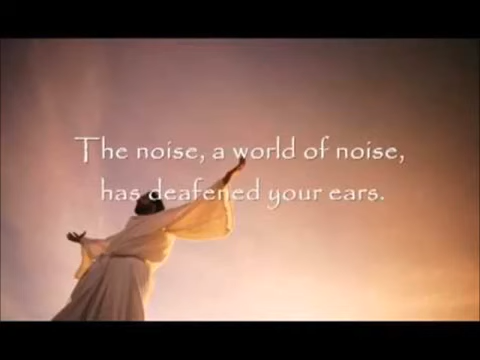 The noise, a world of noise,
has deafened your ears.